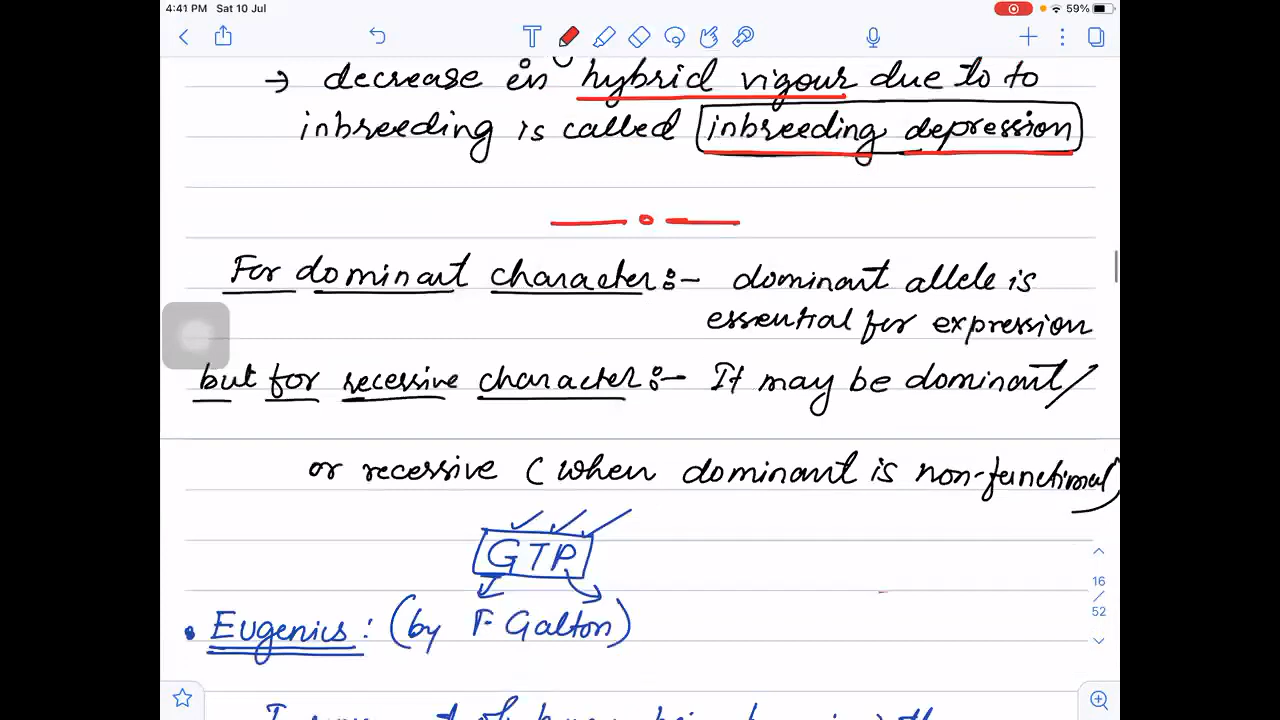 4:41 PM Sat 10 Jul
59%
→ decrease in hybrid vigour due to to
inbreeding is called inbreeding depression
For dominant character :- dominant allele is
essential for expression
but for recessive character :- It may be dominant/
or recessive (when dominant is non-functional)
GTP
• Eugenics : (by F Galton)
16
/
52